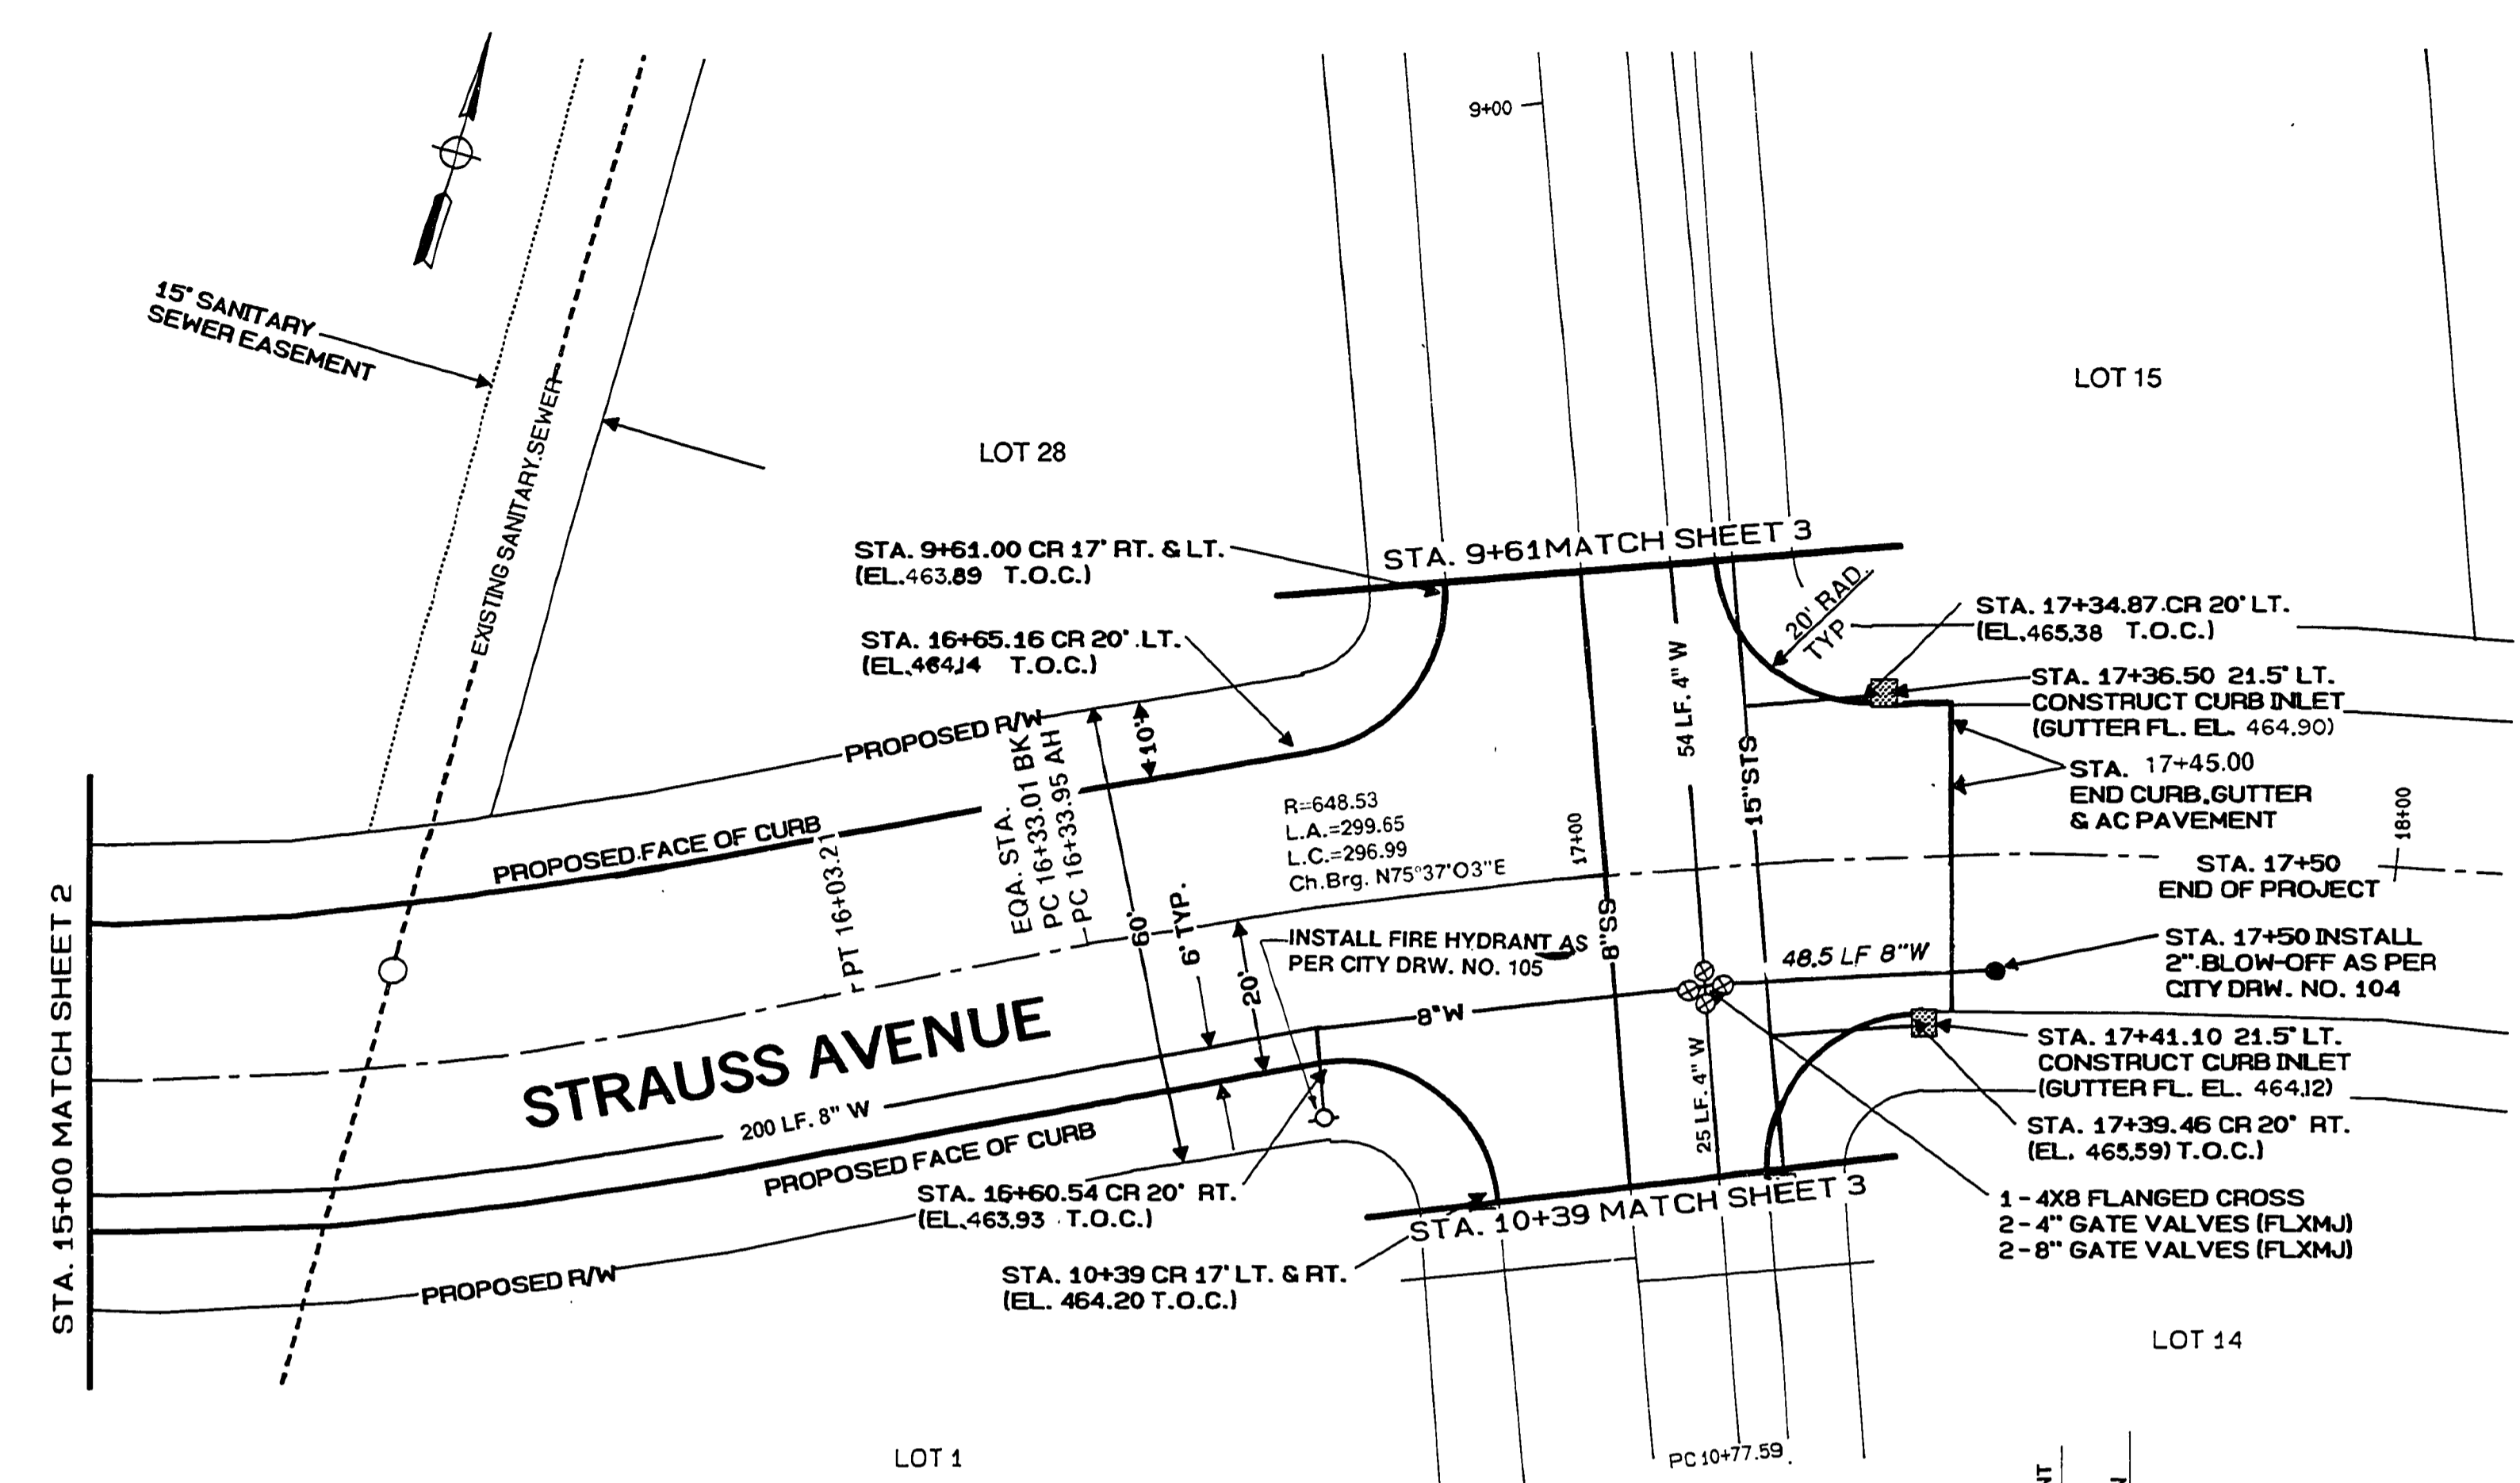 9+00
15' SANITARY
SEWER EASEMENT
EXISTING SANITARY SEWER
LOT 28
LOT 15
STA. 9+61.00 CR 17' RT. & LT.
(EL.463.89 T.O.C.)
STA. 9+61 MATCH SHEET 3
20' RAD.
TYP
STA. 16+65.16 CR 20' LT.
(EL.464.14 T.O.C.)
STA. 17+34.87 CR 20' LT.
(EL.465.38 T.O.C.)
STA. 17+36.50 21.5' LT.
CONSTRUCT CURB INLET
(GUTTER FL. EL. 464.90)
STA. 17+45.00
END CURB,GUTTER
& AC PAVEMENT
54 LF. 4" W
15"STS
PROPOSED R/W
10'
EQA. STA.
PC 16+33.01 BK
PC 16+33.95 AH
PROPOSED FACE OF CURB
PT 16+03.21
R=648.53
L.A.=299.65
L.C.=296.99
Ch.Brg. N75°37'03"E
17+00
18+00
STA. 17+50
END OF PROJECT
60'
6' TYP.
20'
8"SS
INSTALL FIRE HYDRANT AS
PER CITY DRW. NO. 105
48.5 LF 8"W
STA. 17+50 INSTALL
2" BLOW-OFF AS PER
CITY DRW. NO. 104
8"W
STRAUSS AVENUE
200 LF. 8" W
25 LF. 4" W
STA. 17+41.10 21.5' LT.
CONSTRUCT CURB INLET
(GUTTER FL. EL. 464.12)
STA. 17+39.46 CR 20' RT.
(EL. 465.59) T.O.C.)
PROPOSED FACE OF CURB
STA. 16+60.54 CR 20' RT.
(EL.463.93 T.O.C.)
STA. 10+39 MATCH SHEET 3
1-4X8 FLANGED CROSS
2-4" GATE VALVES (FLXMJ)
2-8" GATE VALVES (FLXMJ)
PROPOSED R/W
STA. 10+39 CR 17' LT. & RT.
(EL. 464.20 T.O.C.)
STA. 15+00 MATCH SHEET 2
LOT 14
LOT 1
PC 10+77.59